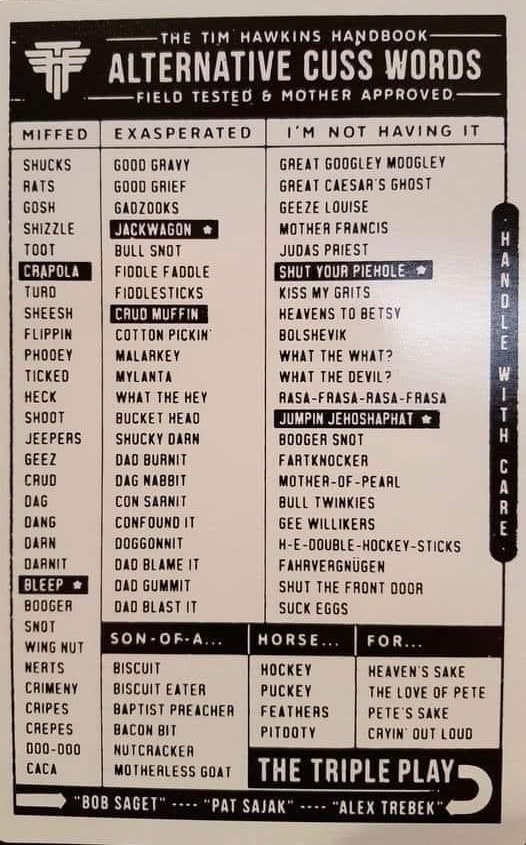 THE TIM HAWKINS HANDBOOK
ALTERNATIVE CUSS WORDS
FIELD TESTED & MOTHER APPROVED
MIFFED
SHUCKS
RATS
GOSH
SHIZZLE
TOOT
CRAPOLA
TURD
SHEESH
FLIPPIN
PHOOEY
TICKED
HECK
SHOOT
JEEPERS
GEEZ
CRUD
DAG
DANG
DARN
DARNIT
BLEEP ★
BOOGER
SNOT
WING NUT
NERTS
CRIMENY
CRIPES
CREPES
DOO-DOO
CACA
EXASPERATED
GOOD GRAVY
GOOD GRIEF
GADZOOKS
JACKWAGON ★
BULL SNOT
FIDDLE FADDLE
FIDDLESTICKS
CRUD MUFFIN
COTTON PICKIN'
MALARKEY
MYLANTA
WHAT THE HEY
BUCKET HEAD
SHUCKY DARN
DAD BURNIT
DAG NABBIT
CON SARNIT
CONFOUND IT
DOGGONNIT
DAD BLAME IT
DAD GUMMIT
DAD BLAST IT
I'M NOT HAVING IT
GREAT GOOGLEY MOOGLEY
GREAT CAESAR'S GHOST
GEEZE LOUISE
MOTHER FRANCIS
JUDAS PRIEST
SHUT YOUR PIEHOLE ★
KISS MY GRITS
HEAVENS TO BETSY
BOLSHEVIK
WHAT THE WHAT?
WHAT THE DEVIL?
RASA-FRASA-RASA-FRASA
JUMPIN JEHOSHAPHAT ★
BOOGER SNOT
FARTKNOCKER
MOTHER-OF-PEARL
BULL TWINKIES
GEE WILLIKERS
H-E-DOUBLE-HOCKEY-STICKS
FAHRVERGNÜGEN
SHUT THE FRONT DOOR
SUCK EGGS
SON-OF-A...
BISCUIT
BISCUIT EATER
BAPTIST PREACHER
BACON BIT
NUTCRACKER
MOTHERLESS GOAT
HORSE...
HOCKEY
PUCKEY
FEATHERS
PITOOTY
FOR...
HEAVEN'S SAKE
THE LOVE OF PETE
PETE'S SAKE
CRYIN' OUT LOUD
THE TRIPLE PLAY
"BOB SAGET" ---- "PAT SAJAK" ---- "ALEX TREBEK"
· HANDLE WITH CARE ·